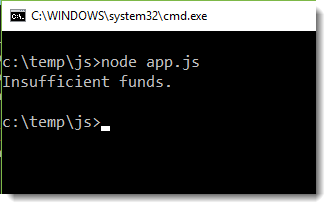 C:\WINDOWS\system32\cmd.exe
c:\temp\js>node app.js
Insufficient funds.
c:\temp\js>